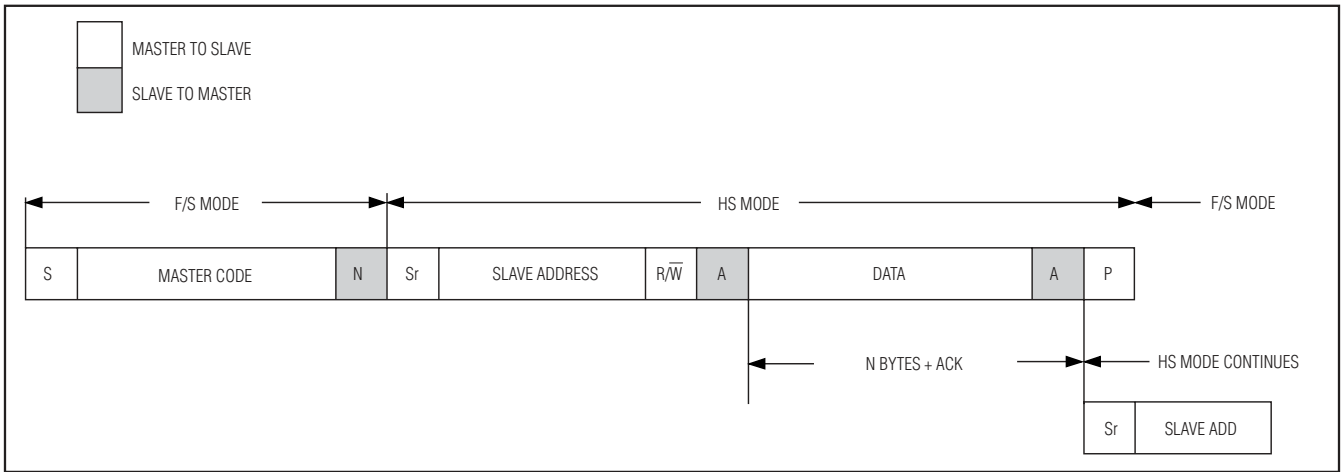 MASTER TO SLAVE
SLAVE TO MASTER
F/S MODE HS MODE F/S MODE
S MASTER CODE N Sr SLAVE ADDRESS R/W̅ A DATA A P
N BYTES + ACK HS MODE CONTINUES
Sr SLAVE ADD